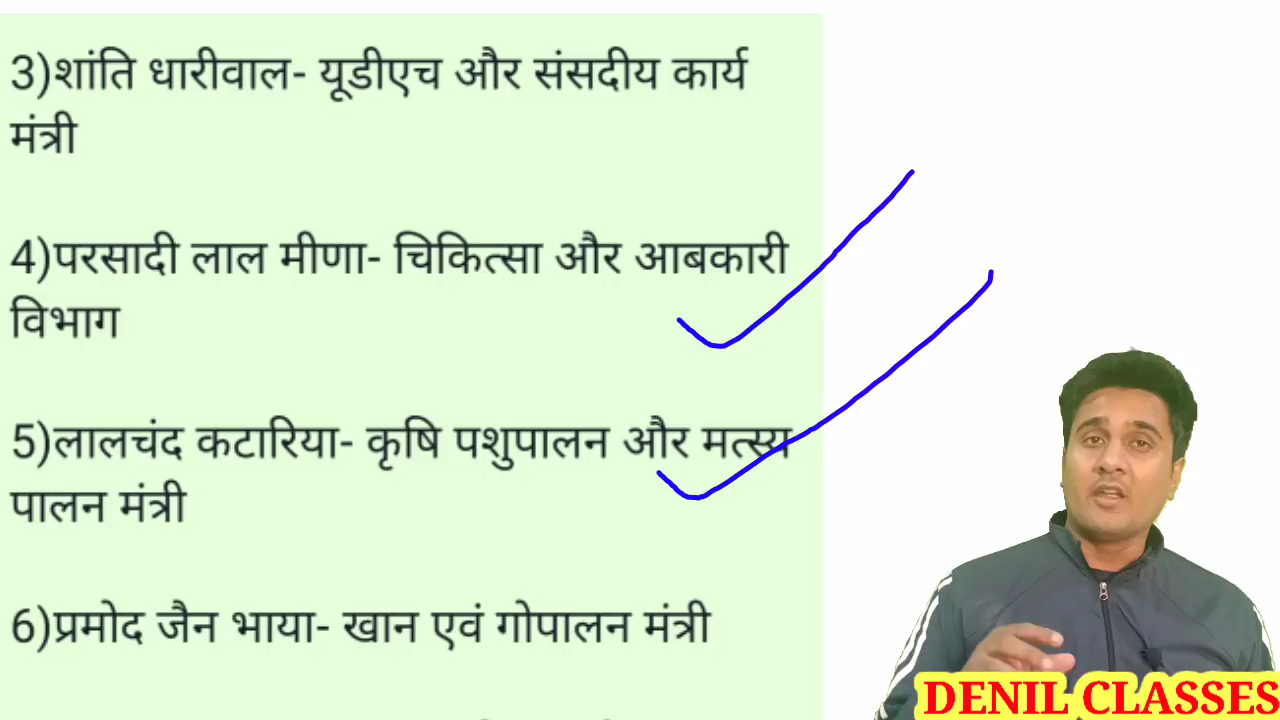 3)शांति धारीवाल- यूडीएच और संसदीय कार्य
मंत्री
4)परसादी लाल मीणा- चिकित्सा और आबकारी
विभाग
5)लालचंद कटारिया- कृषि पशुपालन और मत्स्य
पालन मंत्री
6)प्रमोद जैन भाया- खान एवं गोपालन मंत्री
DENIL CLASSES